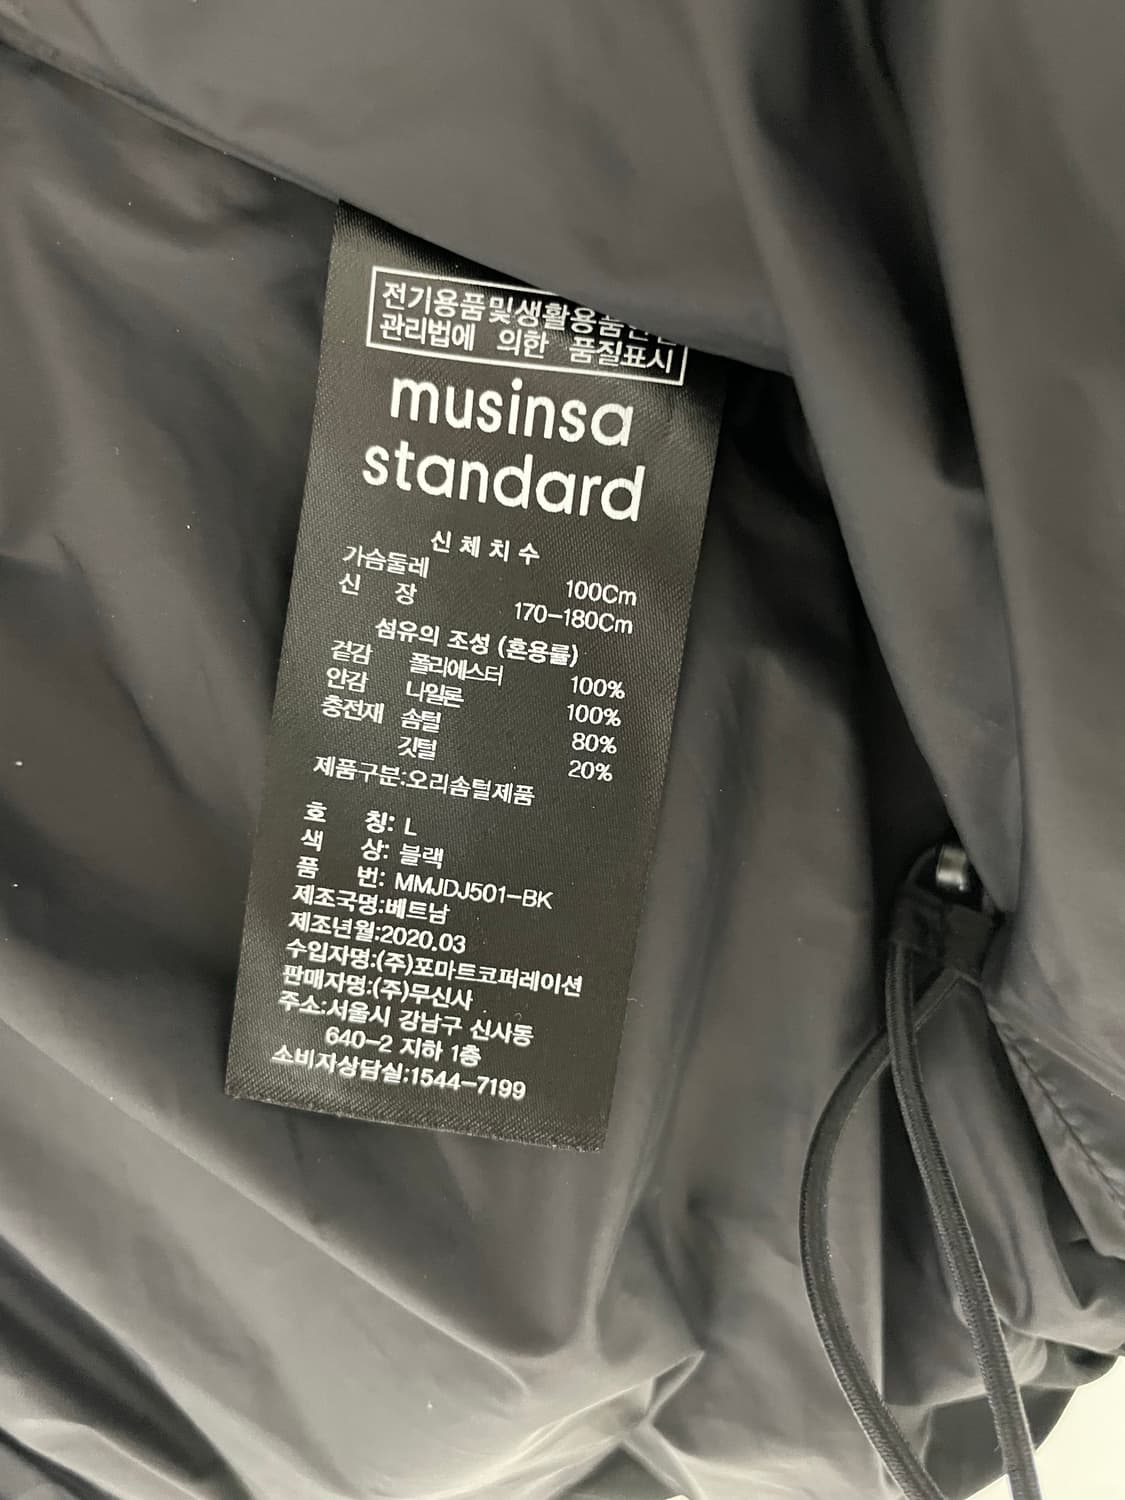 전기용품및생활용품
관리법에 의한 품질표시
musinsa
standard
신체치수
가슴둘레 100Cm
신 장 170-180Cm
섬유의 조성 (혼용률)
겉감 폴리에스터 100%
안감 나일론 100%
충전재 솜털 80%
깃털 20%
제품구분:오리솜털제품
호 칭: L
색 상: 블랙
품 번: MMJDJ501-BK
제조국명:베트남
제조년월:2020.03
수입자명:(주)포마트코퍼레이션
판매자명:(주)무신사
주소:서울시 강남구 신사동
640-2 지하 1층
소비자상담실:1544-7199